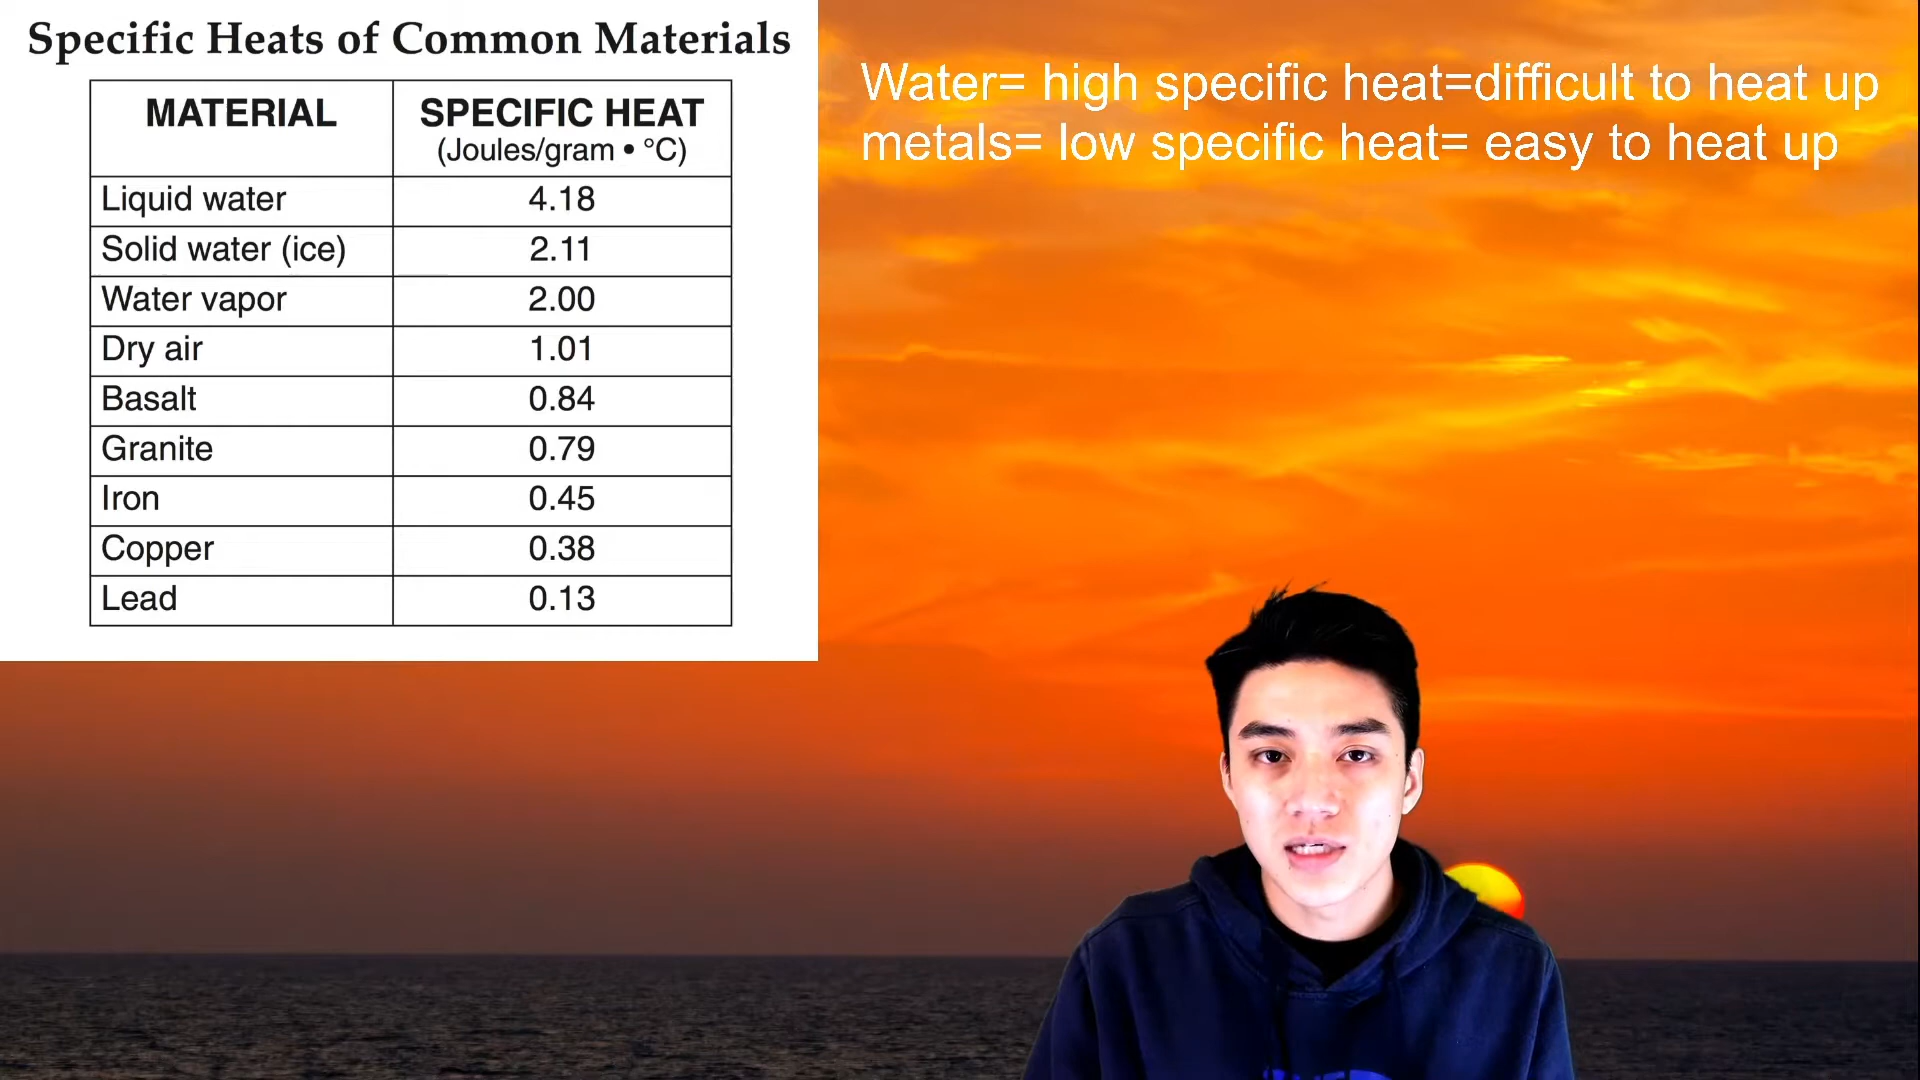 Specific Heats of Common Materials
MATERIAL SPECIFIC HEAT
(Joules/gram • °C)
Liquid water 4.18
Solid water (ice) 2.11
Water vapor 2.00
Dry air 1.01
Basalt 0.84
Granite 0.79
Iron 0.45
Copper 0.38
Lead 0.13
Water= high specific heat=difficult to heat up
metals= low specific heat= easy to heat up